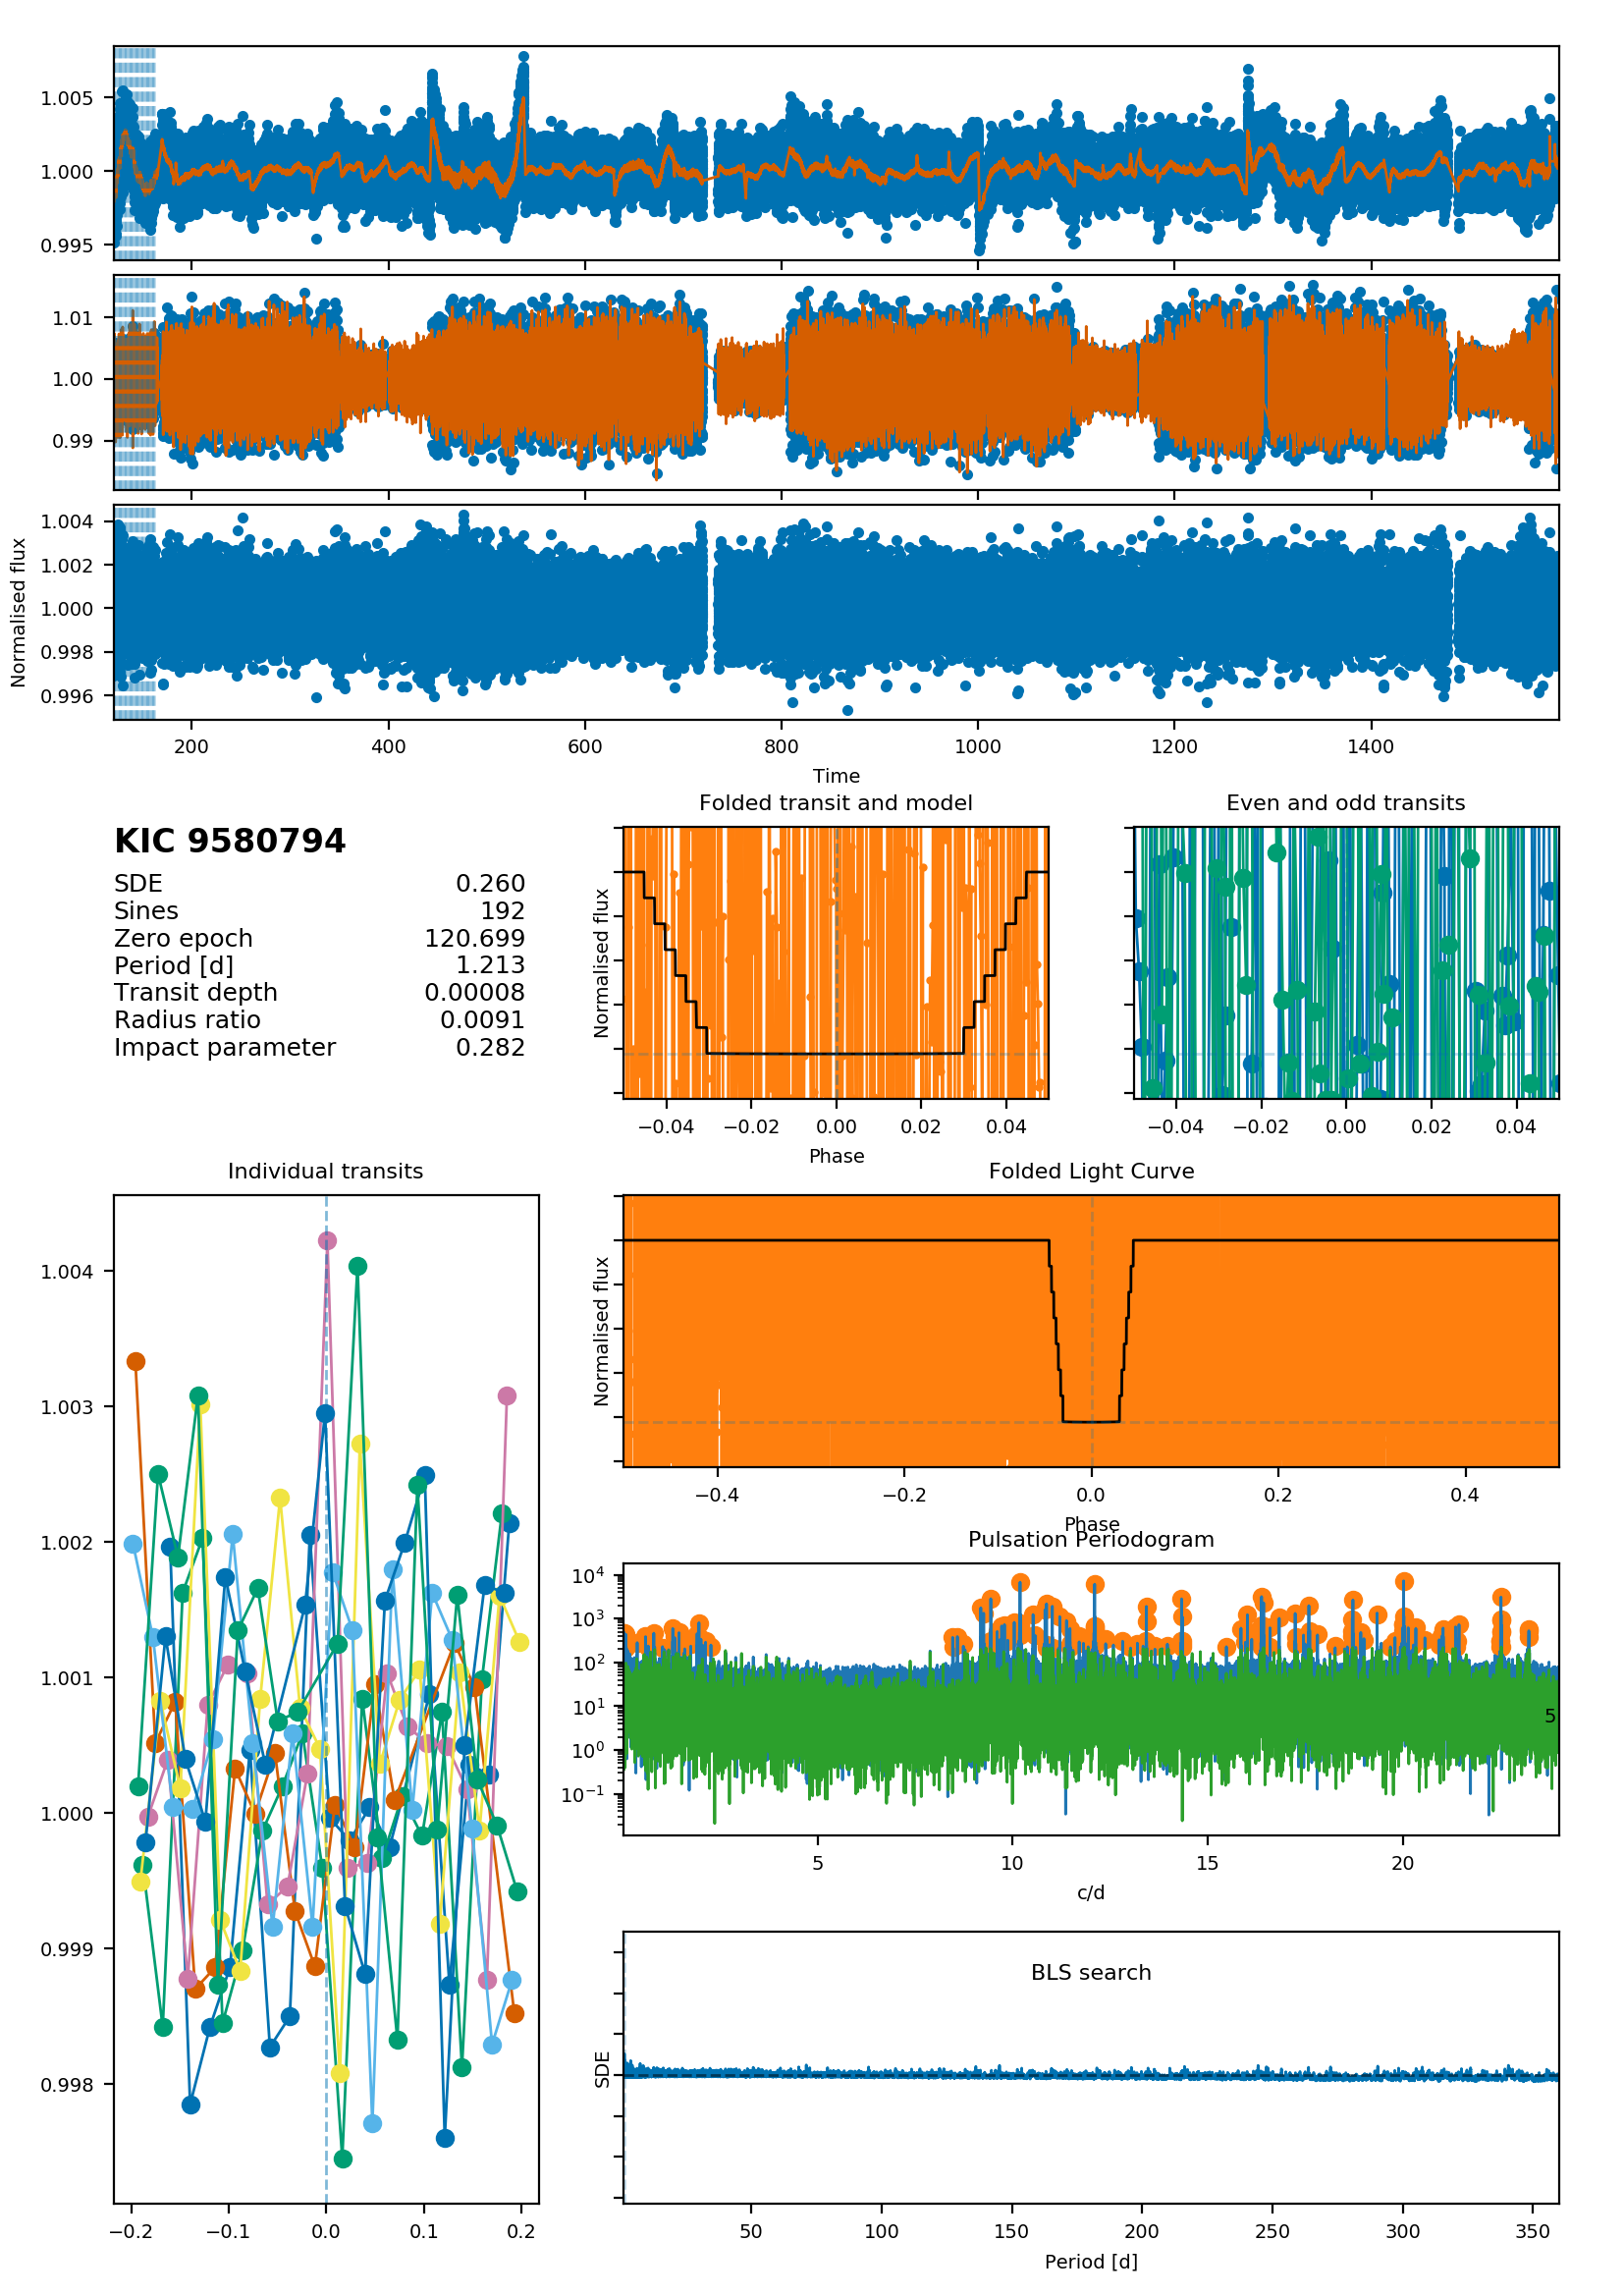 1.005
1.000
0.995
1.01
1.00
0.99
1.004
1.002
1.000
0.998
0.996
Normalised flux
200 400 600 800 1000 1200 1400
Time
KIC 9580794
SDE 0.260
Sines 192
Zero epoch 120.699
Period [d] 1.213
Transit depth 0.00008
Radius ratio 0.0091
Impact parameter 0.282
Folded transit and model
Normalised flux
−0.04 −0.02 0.00 0.02 0.04
Phase
Even and odd transits
−0.04 −0.02 0.00 0.02 0.04
Individual transits
1.004
1.003
1.002
1.001
1.000
0.999
0.998
−0.2 −0.1 0.0 0.1 0.2
Folded Light Curve
Normalised flux
−0.4 −0.2 0.0 0.2 0.4
Phase
Pulsation Periodogram
10⁴
10³
10²
10¹
10⁰
10⁻¹
5
5 10 15 20
c/d
BLS search
SDE
50 100 150 200 250 300 350
Period [d]